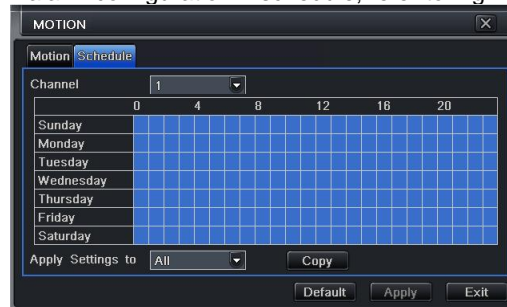 MOTION
Motion Schedule
Channel 1
0 4 8 12 16 20
Sunday
Monday
Tuesday
Wednesday
Thursday
Friday
Saturday
Apply Settings to All Copy
Default Apply Exit